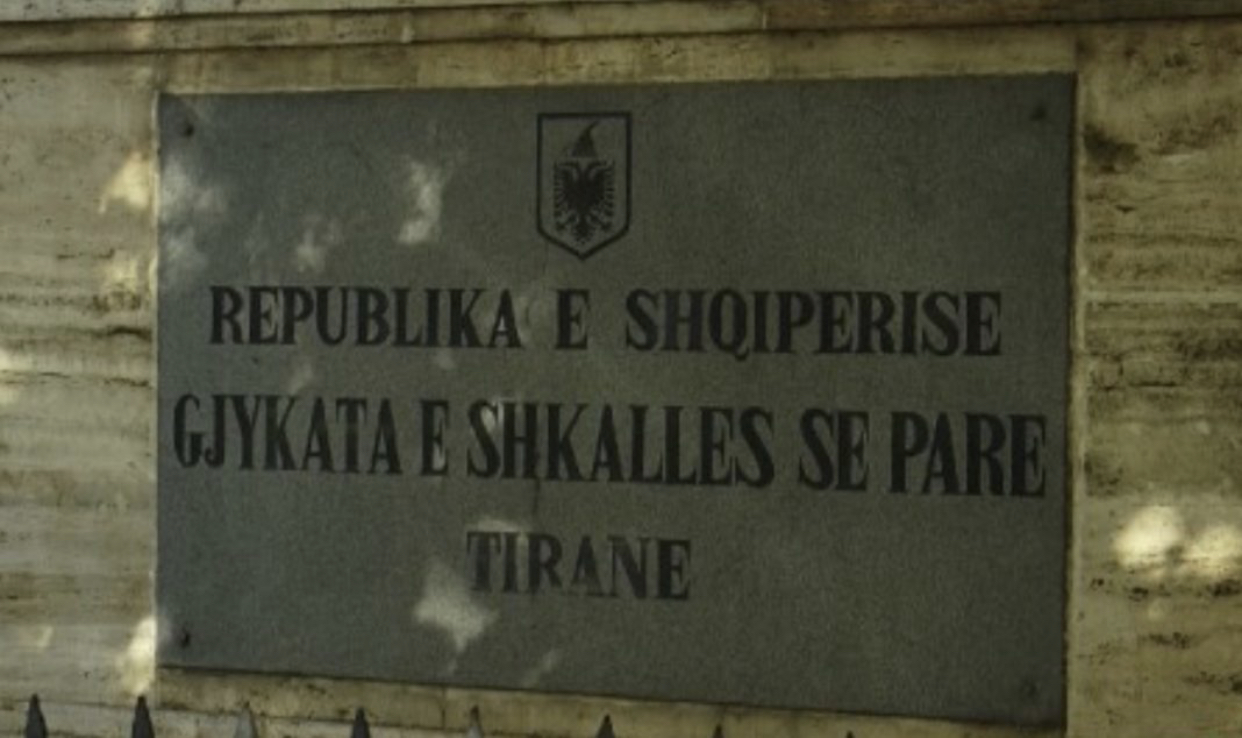 REPUBLIKA E SHQIPERISE
GJYKATA E SHKALLES SE PARE
TIRANE